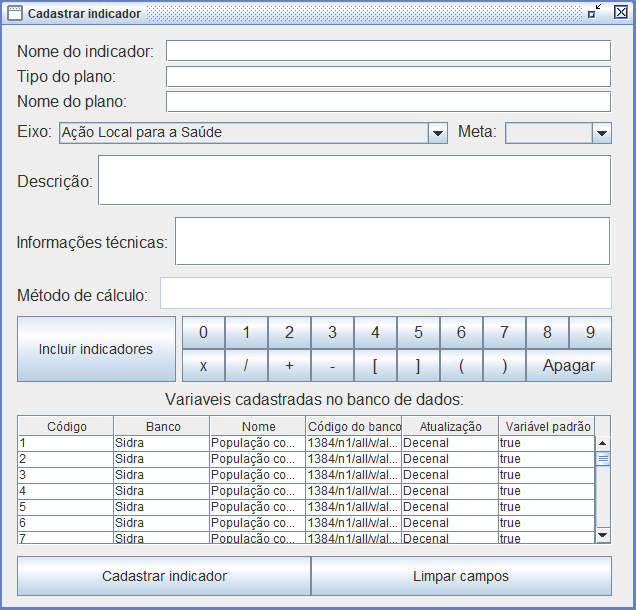 Cadastrar indicador
Nome do indicador:
Tipo do plano:
Nome do plano:
Eixo: Ação Local para a Saúde Meta:
Descrição:
Informações técnicas:
Método de cálculo:
Incluir indicadores
0 1 2 3 4 5 6 7 8 9
x / + - [ ] ( ) Apagar
Variaveis cadastradas no banco de dados:
Código Banco Nome Código do banco Atualização Variável padrão
1 Sidra População co... 1384/n1/all/v/al... Decenal true
2 Sidra População co... 1384/n1/all/v/al... Decenal true
3 Sidra População co... 1384/n1/all/v/al... Decenal true
4 Sidra População co... 1384/n1/all/v/al... Decenal true
5 Sidra População co... 1384/n1/all/v/al... Decenal true
6 Sidra População co... 1384/n1/all/v/al... Decenal true
7 Sidra População co... 1384/n1/all/v/al... Decenal true
Cadastrar indicador Limpar campos